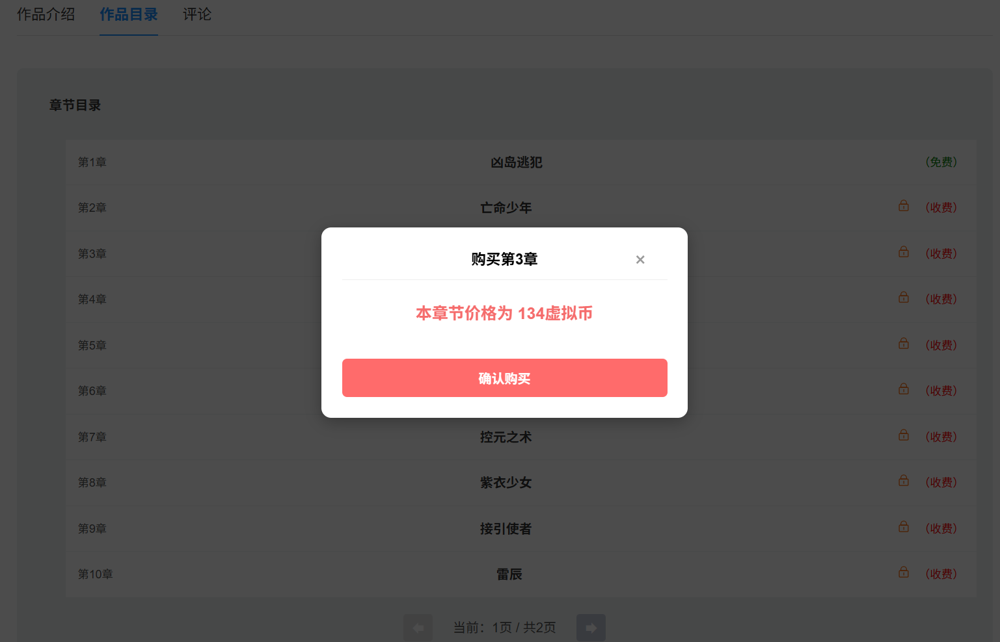 作品介绍 作品目录 评论
章节目录
第1章 凶岛逃犯 （免费）
第2章 亡命少年 （收费）
第3章 （收费）
第4章 （收费）
第5章 （收费）
第6章 （收费）
第7章 控元之术 （收费）
第8章 紫衣少女 （收费）
第9章 接引使者 （收费）
第10章 雷辰 （收费）
购买第3章 ×
本章节价格为 134虚拟币
确认购买
当前：1页 / 共2页